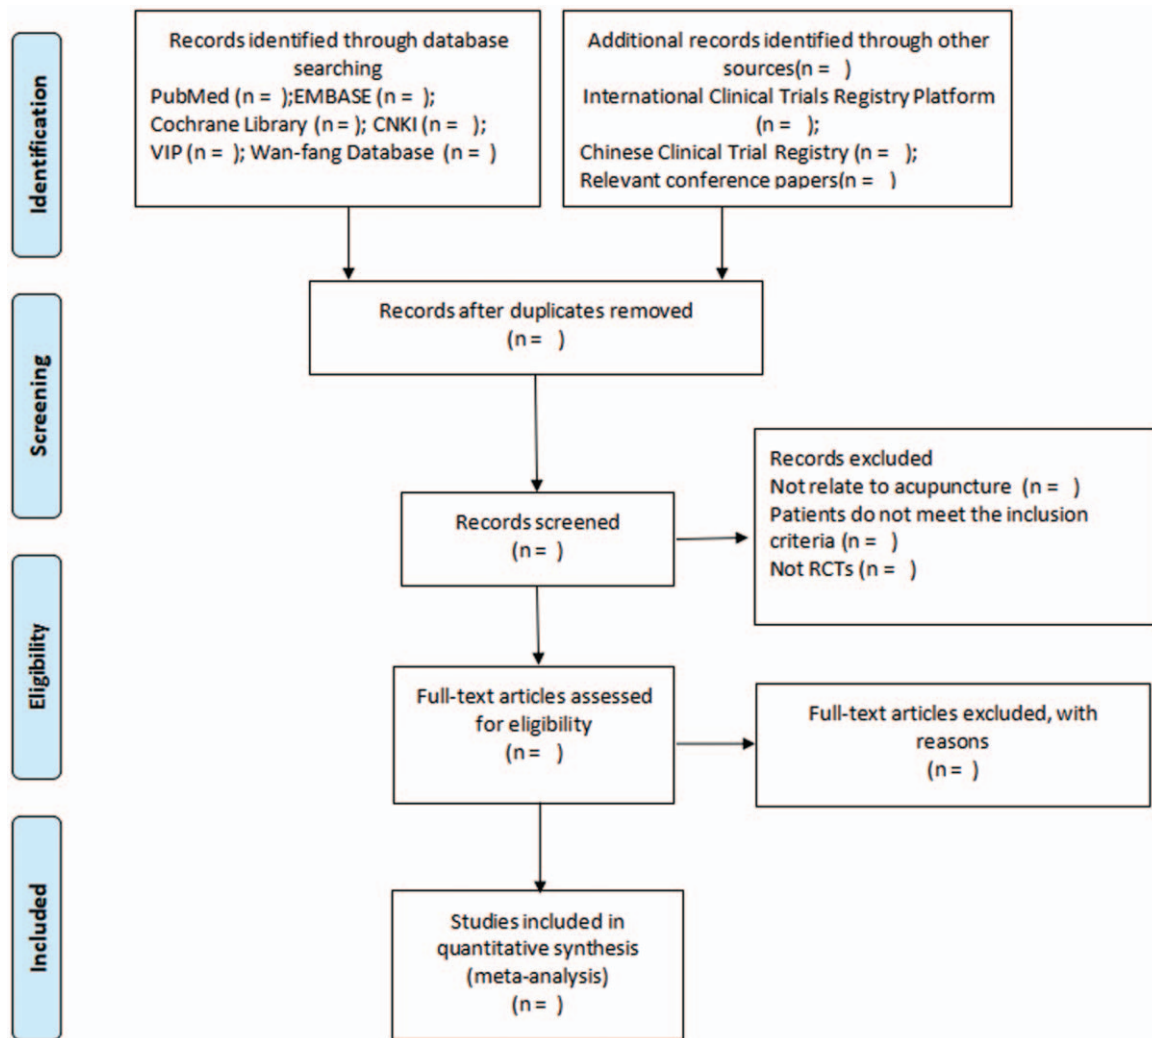 Identification
Records identified through database
searching
PubMed (n =  );EMBASE (n =  );
Cochrane Library (n = ); CNKI (n =  );
VIP (n =  ); Wan-fang Database (n =  )
Additional records identified through other
sources(n =  )
International Clinical Trials Registry Platform
(n =  );
Chinese Clinical Trial Registry (n =  );
Relevant conference papers(n =  )
Screening
Records after duplicates removed
(n =  )
Records screened
(n =  )
Records excluded
Not relate to acupuncture (n =  )
Patients do not meet the inclusion
criteria (n =  )
Not RCTs (n =  )
Eligibility
Full-text articles assessed
for eligibility
(n =  )
Full-text articles excluded, with
reasons
(n =  )
Included
Studies included in
quantitative synthesis
(meta-analysis)
(n =  )